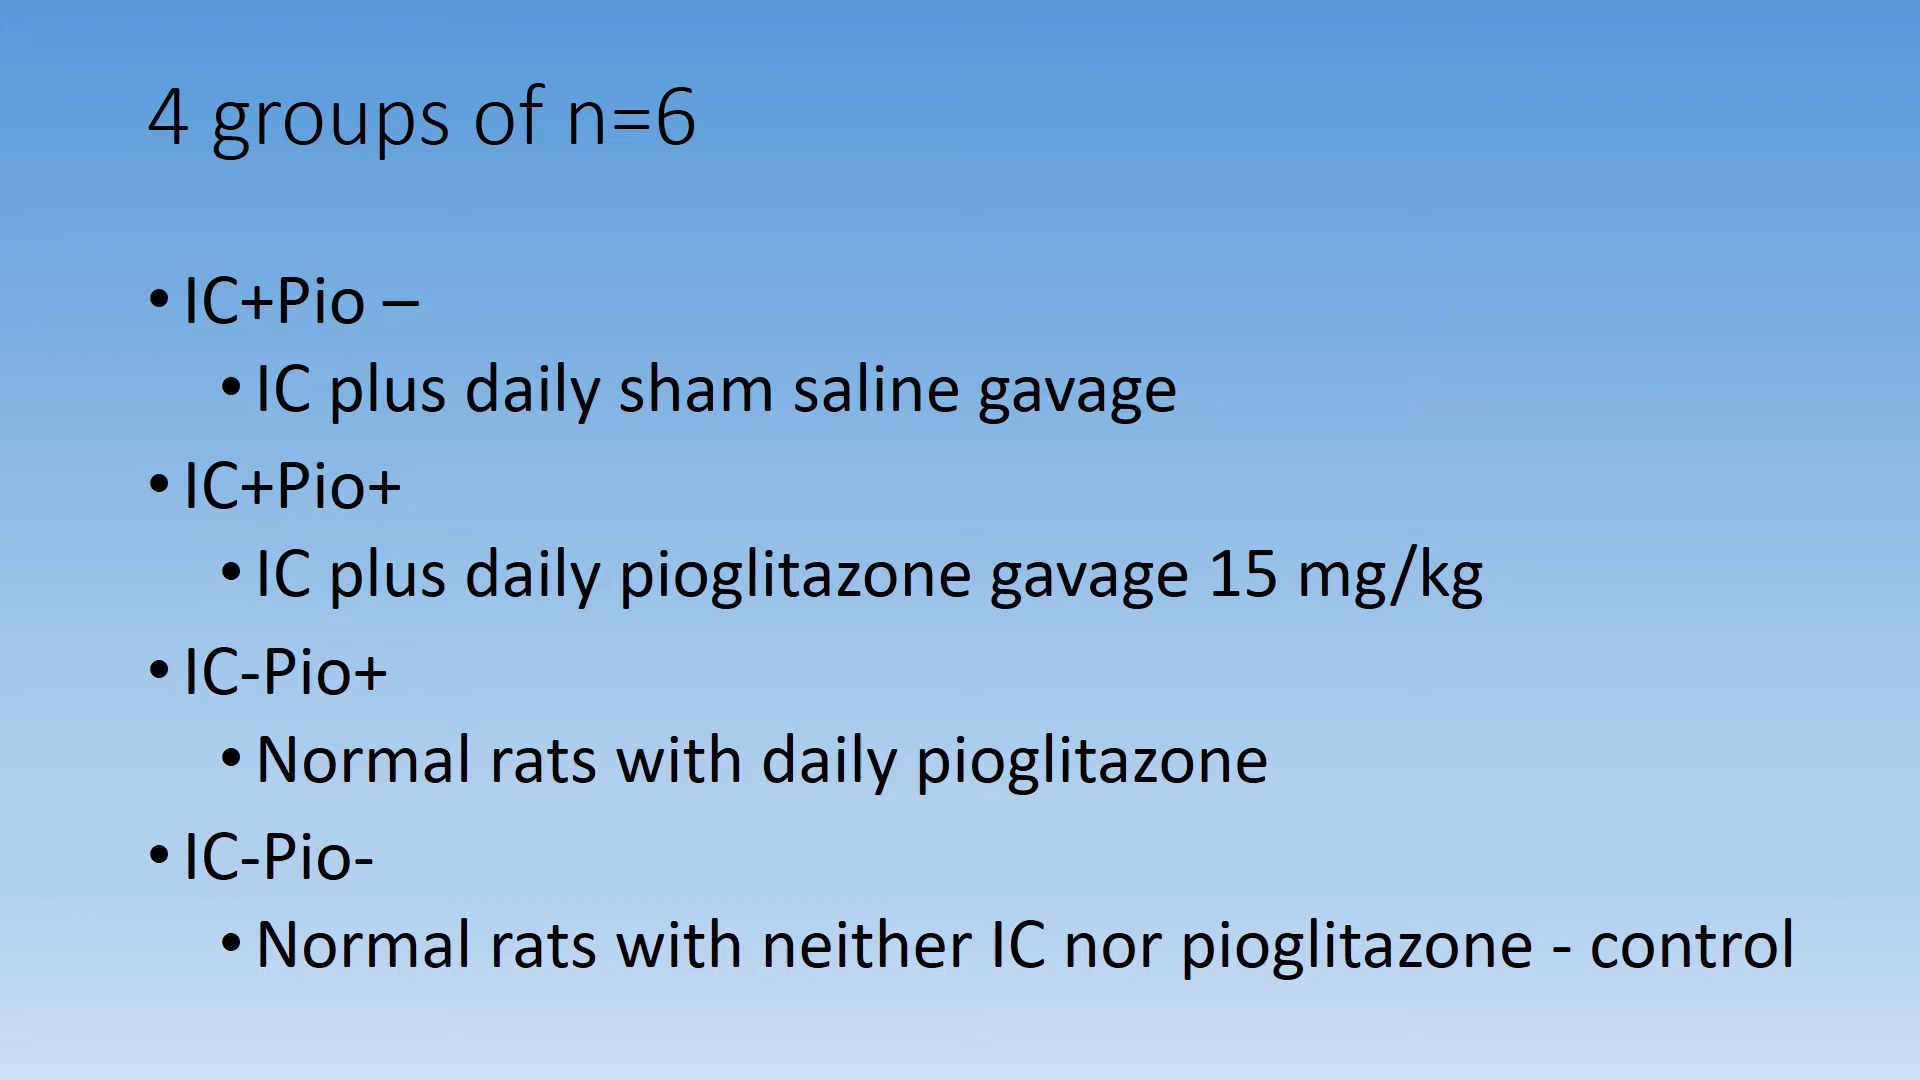 4 groups of n=6
• IC+Pio –
• IC plus daily sham saline gavage
• IC+Pio+
• IC plus daily pioglitazone gavage 15 mg/kg
• IC-Pio+
• Normal rats with daily pioglitazone
• IC-Pio-
• Normal rats with neither IC nor pioglitazone - control